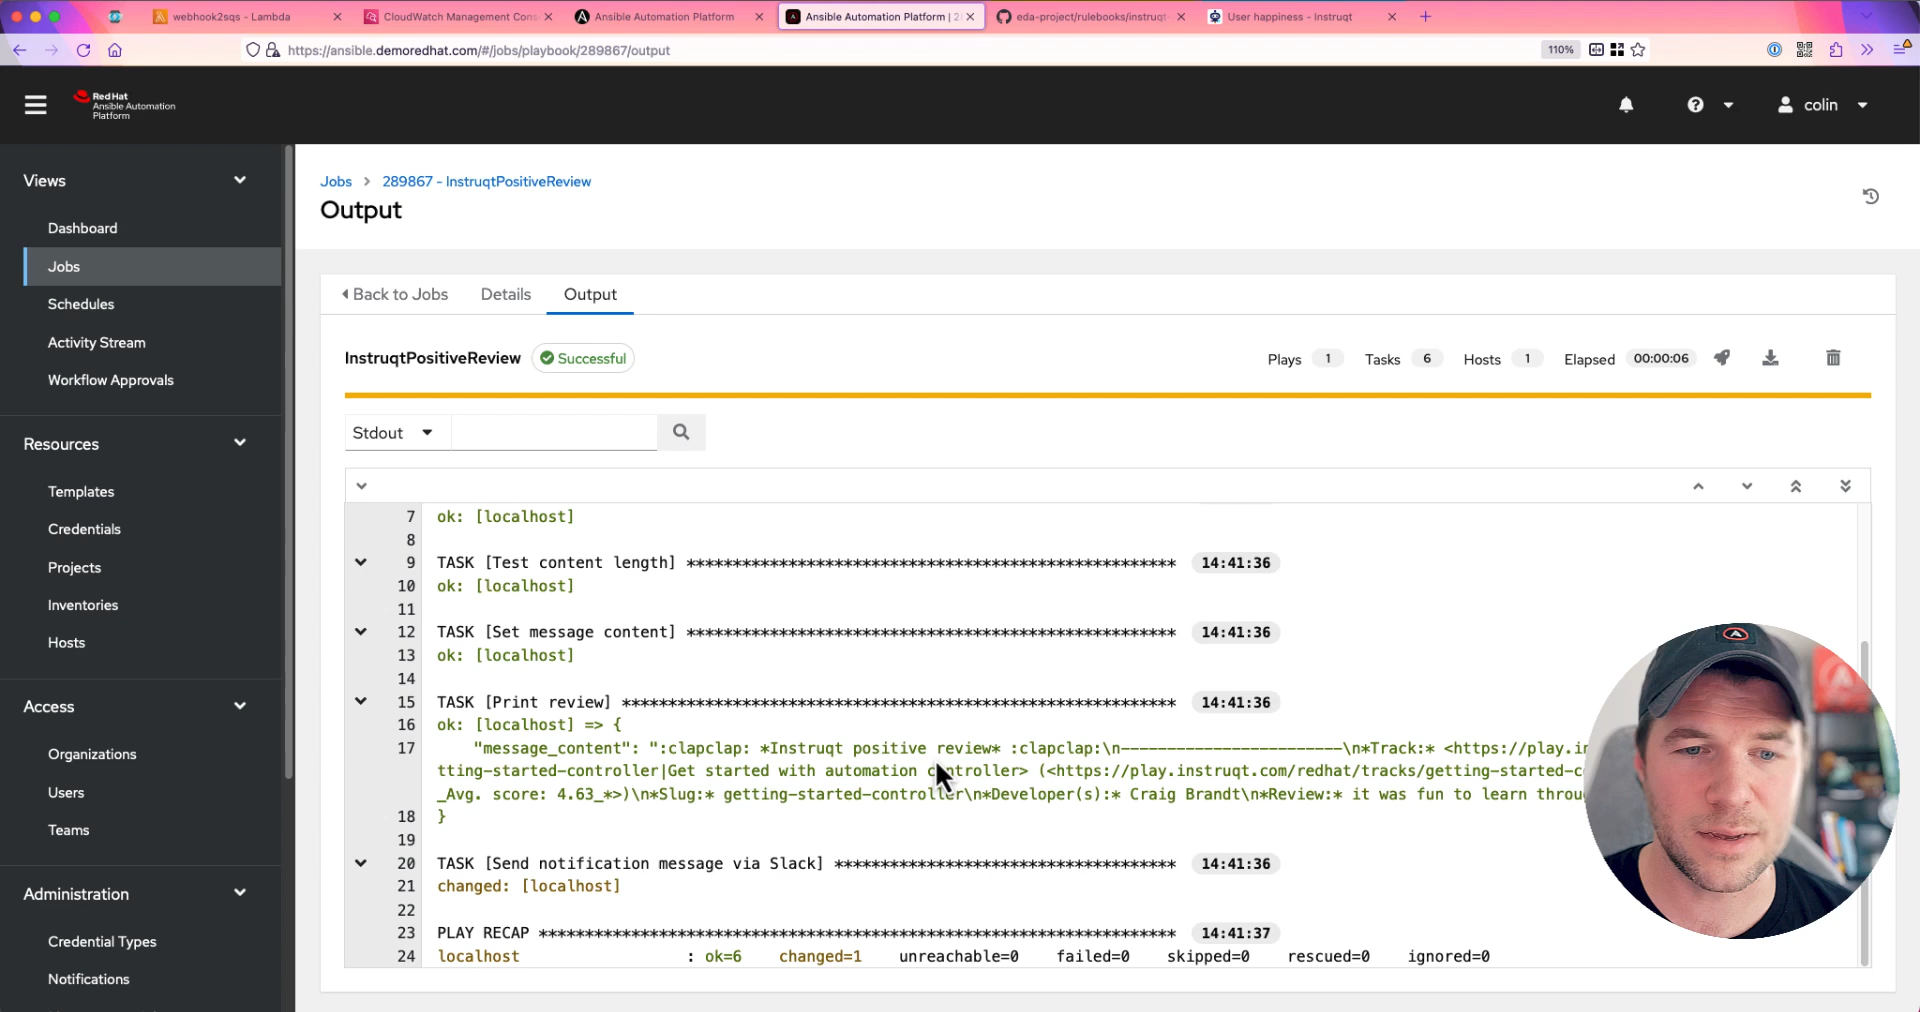 webhook2sqs - Lambda
CloudWatch Management Cons
Ansible Automation Platform
Ansible Automation Platform | 2
eda-project/rulebooks/instruqt-
User happiness - Instruqt
https://ansible.demoredhat.com/#/jobs/playbook/289867/output
110%
Red Hat
Ansible Automation
Platform
colin
Views
Dashboard
Jobs
Schedules
Activity Stream
Workflow Approvals
Resources
Templates
Credentials
Projects
Inventories
Hosts
Access
Organizations
Users
Teams
Administration
Credential Types
Notifications
Jobs > 289867 - InstruqtPositiveReview
Output
Back to Jobs
Details
Output
InstruqtPositiveReview
Successful
Plays 1
Tasks 6
Hosts 1
Elapsed 00:00:06
Stdout
7 ok: [localhost]
8
9 TASK [Test content length] ***************************************************** 14:41:36
10 ok: [localhost]
11
12 TASK [Set message content] ***************************************************** 14:41:36
13 ok: [localhost]
14
15 TASK [Print review] ************************************************************ 14:41:36
16 ok: [localhost] => {
17 "message_content": ":clapclap: *Instruqt positive review* :clapclap:\n------------------------\n*Track:* <https://play.in
tting-started-controller|Get started with automation controller> (<https://play.instruqt.com/redhat/tracks/getting-started-c
_Avg. score: 4.63_*>)\n*Slug:* getting-started-controller\n*Developer(s):* Craig Brandt\n*Review:* it was fun to learn throu
18 }
19
20 TASK [Send notification message via Slack] ************************************* 14:41:36
21 changed: [localhost]
22
23 PLAY RECAP ********************************************************************* 14:41:37
24 localhost : ok=6 changed=1 unreachable=0 failed=0 skipped=0 rescued=0 ignored=0